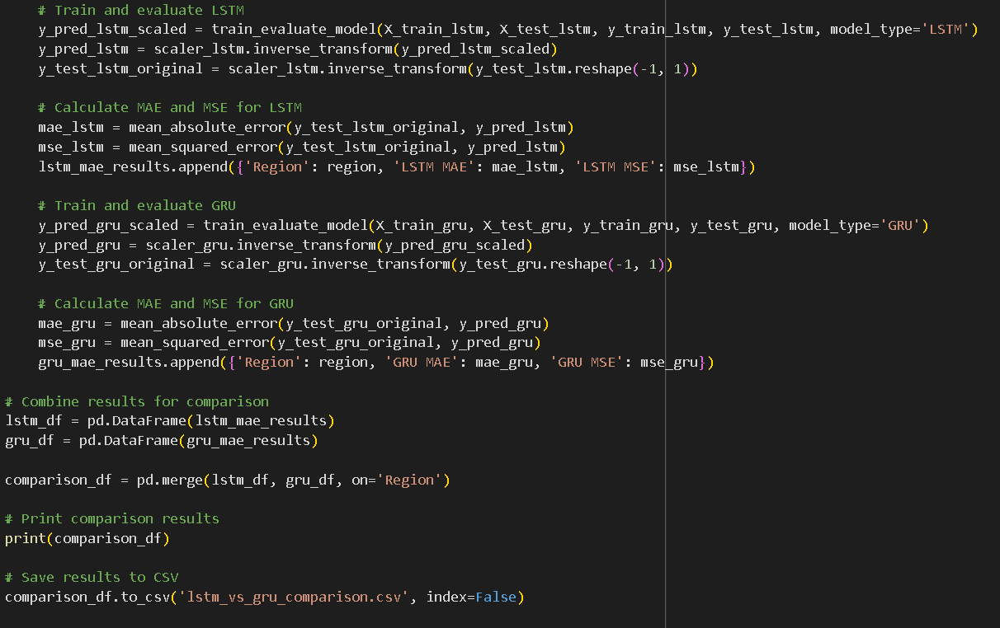 # Train and evaluate LSTM
    y_pred_lstm_scaled = train_evaluate_model(X_train_lstm, X_test_lstm, y_train_lstm, y_test_lstm, model_type='LSTM')
    y_pred_lstm = scaler_lstm.inverse_transform(y_pred_lstm_scaled)
    y_test_lstm_original = scaler_lstm.inverse_transform(y_test_lstm.reshape(-1, 1))

    # Calculate MAE and MSE for LSTM
    mae_lstm = mean_absolute_error(y_test_lstm_original, y_pred_lstm)
    mse_lstm = mean_squared_error(y_test_lstm_original, y_pred_lstm)
    lstm_mae_results.append({'Region': region, 'LSTM MAE': mae_lstm, 'LSTM MSE': mse_lstm})

    # Train and evaluate GRU
    y_pred_gru_scaled = train_evaluate_model(X_train_gru, X_test_gru, y_train_gru, y_test_gru, model_type='GRU')
    y_pred_gru = scaler_gru.inverse_transform(y_pred_gru_scaled)
    y_test_gru_original = scaler_gru.inverse_transform(y_test_gru.reshape(-1, 1))

    # Calculate MAE and MSE for GRU
    mae_gru = mean_absolute_error(y_test_gru_original, y_pred_gru)
    mse_gru = mean_squared_error(y_test_gru_original, y_pred_gru)
    gru_mae_results.append({'Region': region, 'GRU MAE': mae_gru, 'GRU MSE': mse_gru})

# Combine results for comparison
lstm_df = pd.DataFrame(lstm_mae_results)
gru_df = pd.DataFrame(gru_mae_results)

comparison_df = pd.merge(lstm_df, gru_df, on='Region')

# Print comparison results
print(comparison_df)

# Save results to CSV
comparison_df.to_csv('lstm_vs_gru_comparison.csv', index=False)